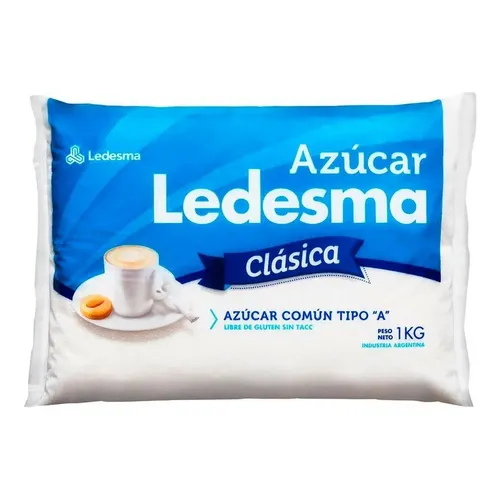 Ledesma
Azúcar
Ledesma
Clásica
AZÚCAR COMÚN TIPO “A”
LIBRE DE GLUTEN SIN TACC
PESO NETO 1KG
INDUSTRIA ARGENTINA